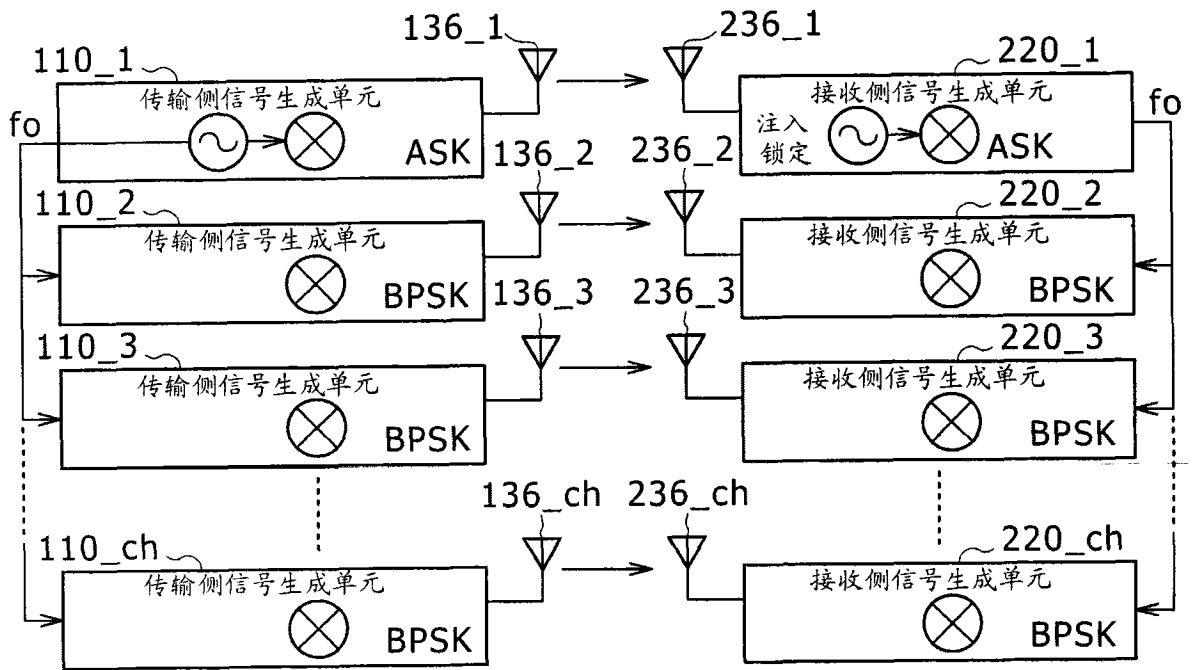 136_1
236_1
110_1
220_1
传输侧信号生成单元
接收侧信号生成单元
fo
注入
锁定
fo
ASK
ASK
136_2
236_2
110_2
220_2
传输侧信号生成单元
接收侧信号生成单元
BPSK
BPSK
136_3
236_3
110_3
220_3
传输侧信号生成单元
接收侧信号生成单元
BPSK
BPSK
136_ch
236_ch
110_ch
220_ch
传输侧信号生成单元
接收侧信号生成单元
BPSK
BPSK